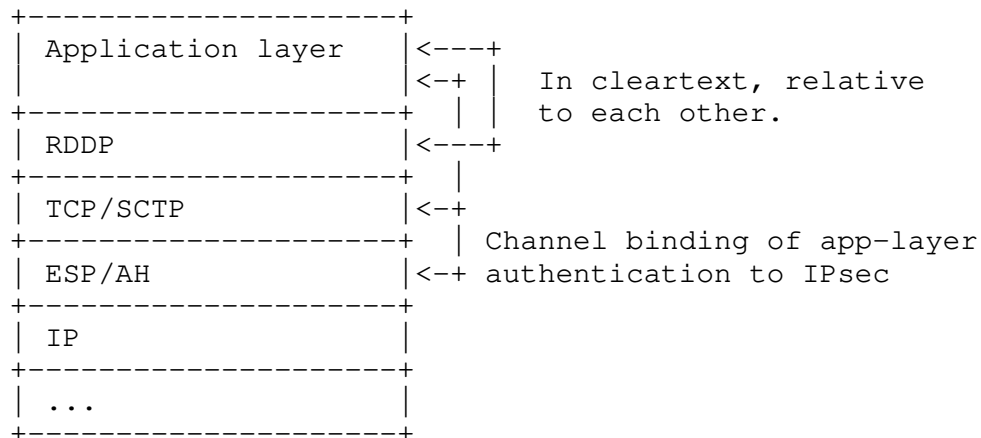 Application layer
In cleartext, relative
to each other.
RDDP
TCP/SCTP
Channel binding of app-layer
ESP/AH
authentication to IPsec
IP
...